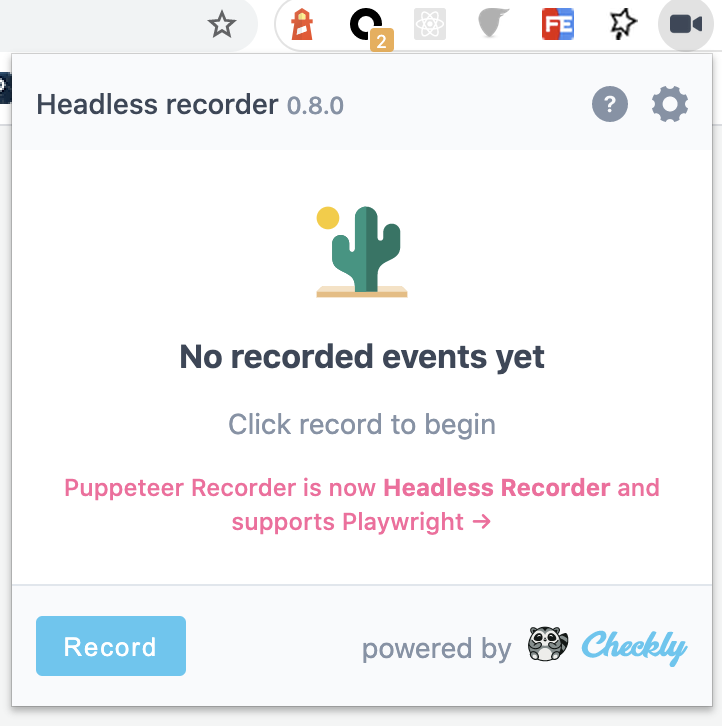 2
FE
Headless recorder 0.8.0
?
No recorded events yet
Click record to begin
Puppeteer Recorder is now Headless Recorder and
supports Playwright →
Record
powered by Checkly